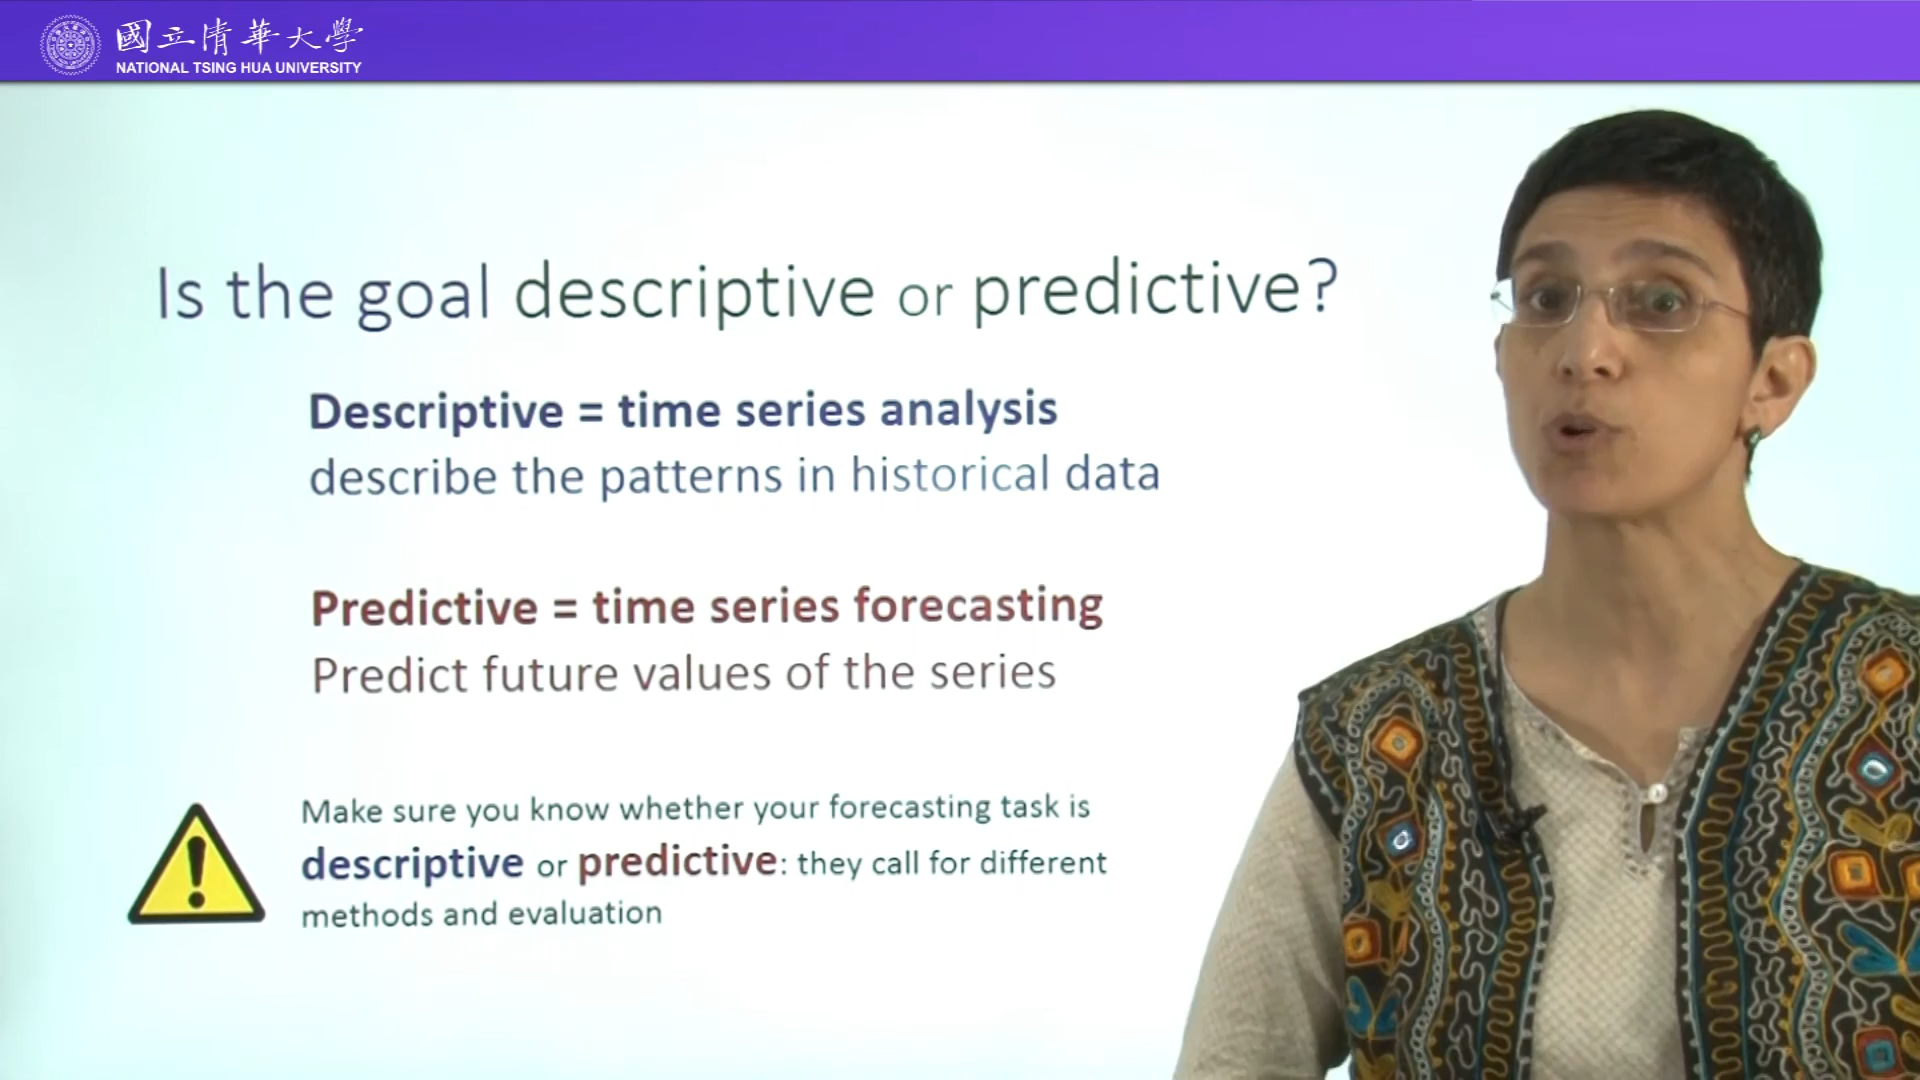 國立清華大學
NATIONAL TSING HUA UNIVERSITY
Is the goal descriptive or predictive?
Descriptive = time series analysis
describe the patterns in historical data
Predictive = time series forecasting
Predict future values of the series
Make sure you know whether your forecasting task is
descriptive or predictive: they call for different
methods and evaluation